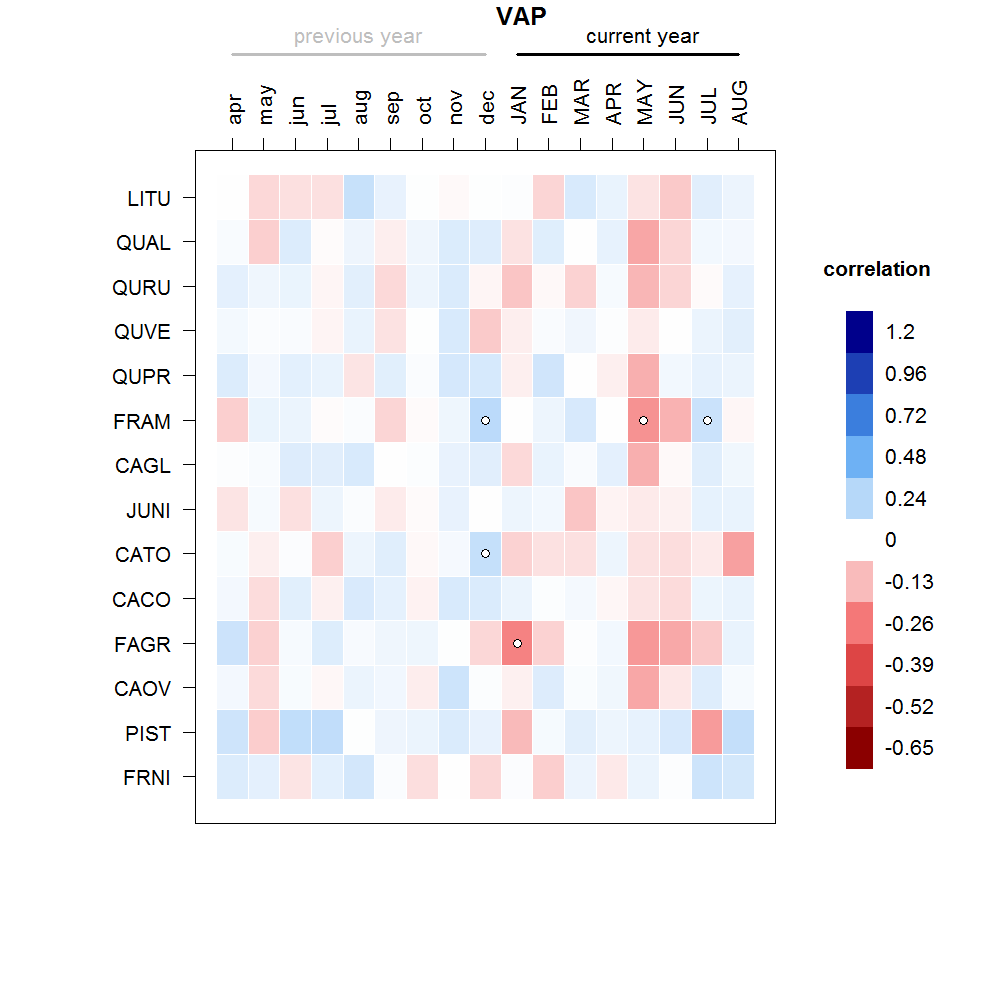 VAP
previous year current year
apr may jun jul aug sep oct nov dec JAN FEB MAR APR MAY JUN JUL AUG
LITU
QUAL
QURU
QUVE
QUPR
FRAM
CAGL
JUNI
CATO
CACO
FAGR
CAOV
PIST
FRNI
correlation
1.2
0.96
0.72
0.48
0.24
0
-0.13
-0.26
-0.39
-0.52
-0.65